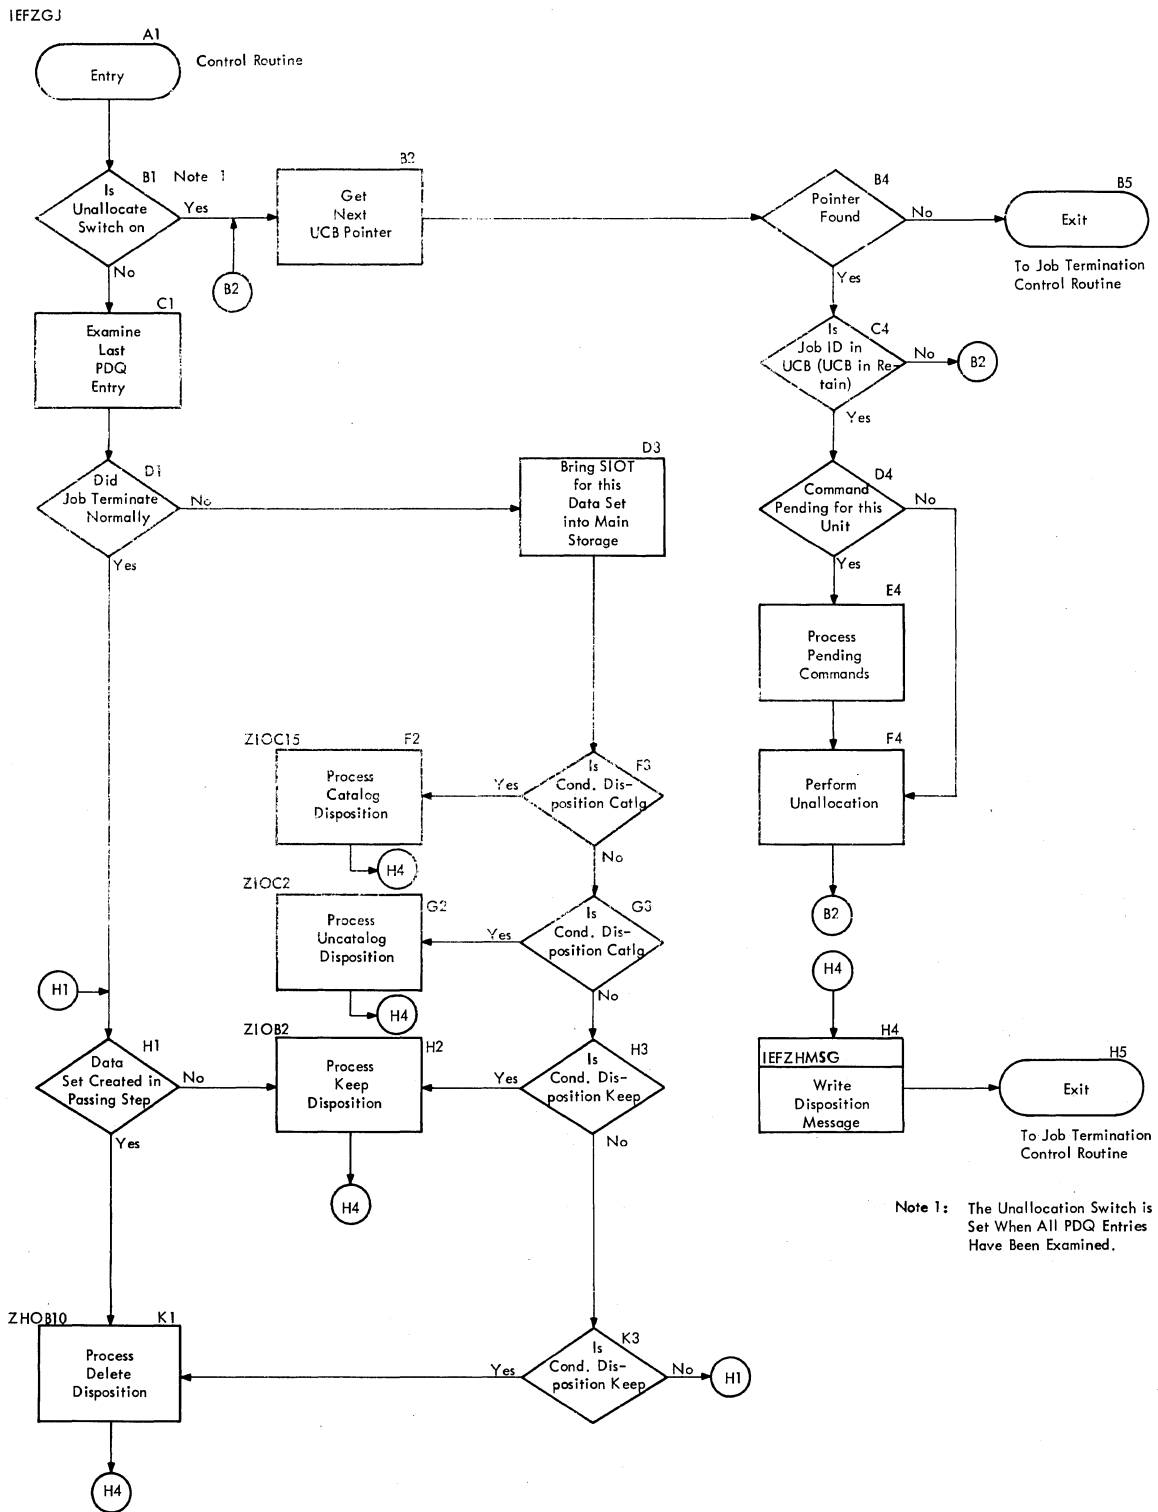 IEFZGJ
A1
Control Routine
Entry
B1 Note 1
Is
Unallocate
Switch on
Yes
No
B2
Get
Next
UCB Pointer
B2
B4
Pointer
Found
No
Yes
B5
Exit
To Job Termination
Control Routine
C1
Examine
Last
PDQ
Entry
C4
Is
Job ID in
UCB (UCB in Re-
tain)
No
B2
Yes
D1
Did
Job Terminate
Normally
No
Yes
D3
Bring SIOT
for this
Data Set
into Main
Storage
D4
Command
Pending for this
Unit
No
Yes
E4
Process
Pending
Commands
ZIOC15
F2
Process
Catalog
Disposition
H4
F3
Is
Cond. Dis-
position Catlg
Yes
No
F4
Perform
Unallocation
B2
ZIOC2
G2
Process
Uncatalog
Disposition
H4
G3
Is
Cond. Dis-
position Catlg
Yes
No
H1
H1
Data
Set Created in
Passing Step
No
Yes
ZIOB2
H2
Process
Keep
Disposition
H4
H3
Is
Cond. Dis-
position Keep
Yes
No
H4
H4
IEFZHMSG
Write
Disposition
Message
H5
Exit
To Job Termination
Control Routine
Note 1: The Unallocation Switch is
Set When All PDQ Entries
Have Been Examined.
ZHOB10
K1
Process
Delete
Disposition
H4
K3
Is
Cond. Dis-
position Keep
Yes
No
H1